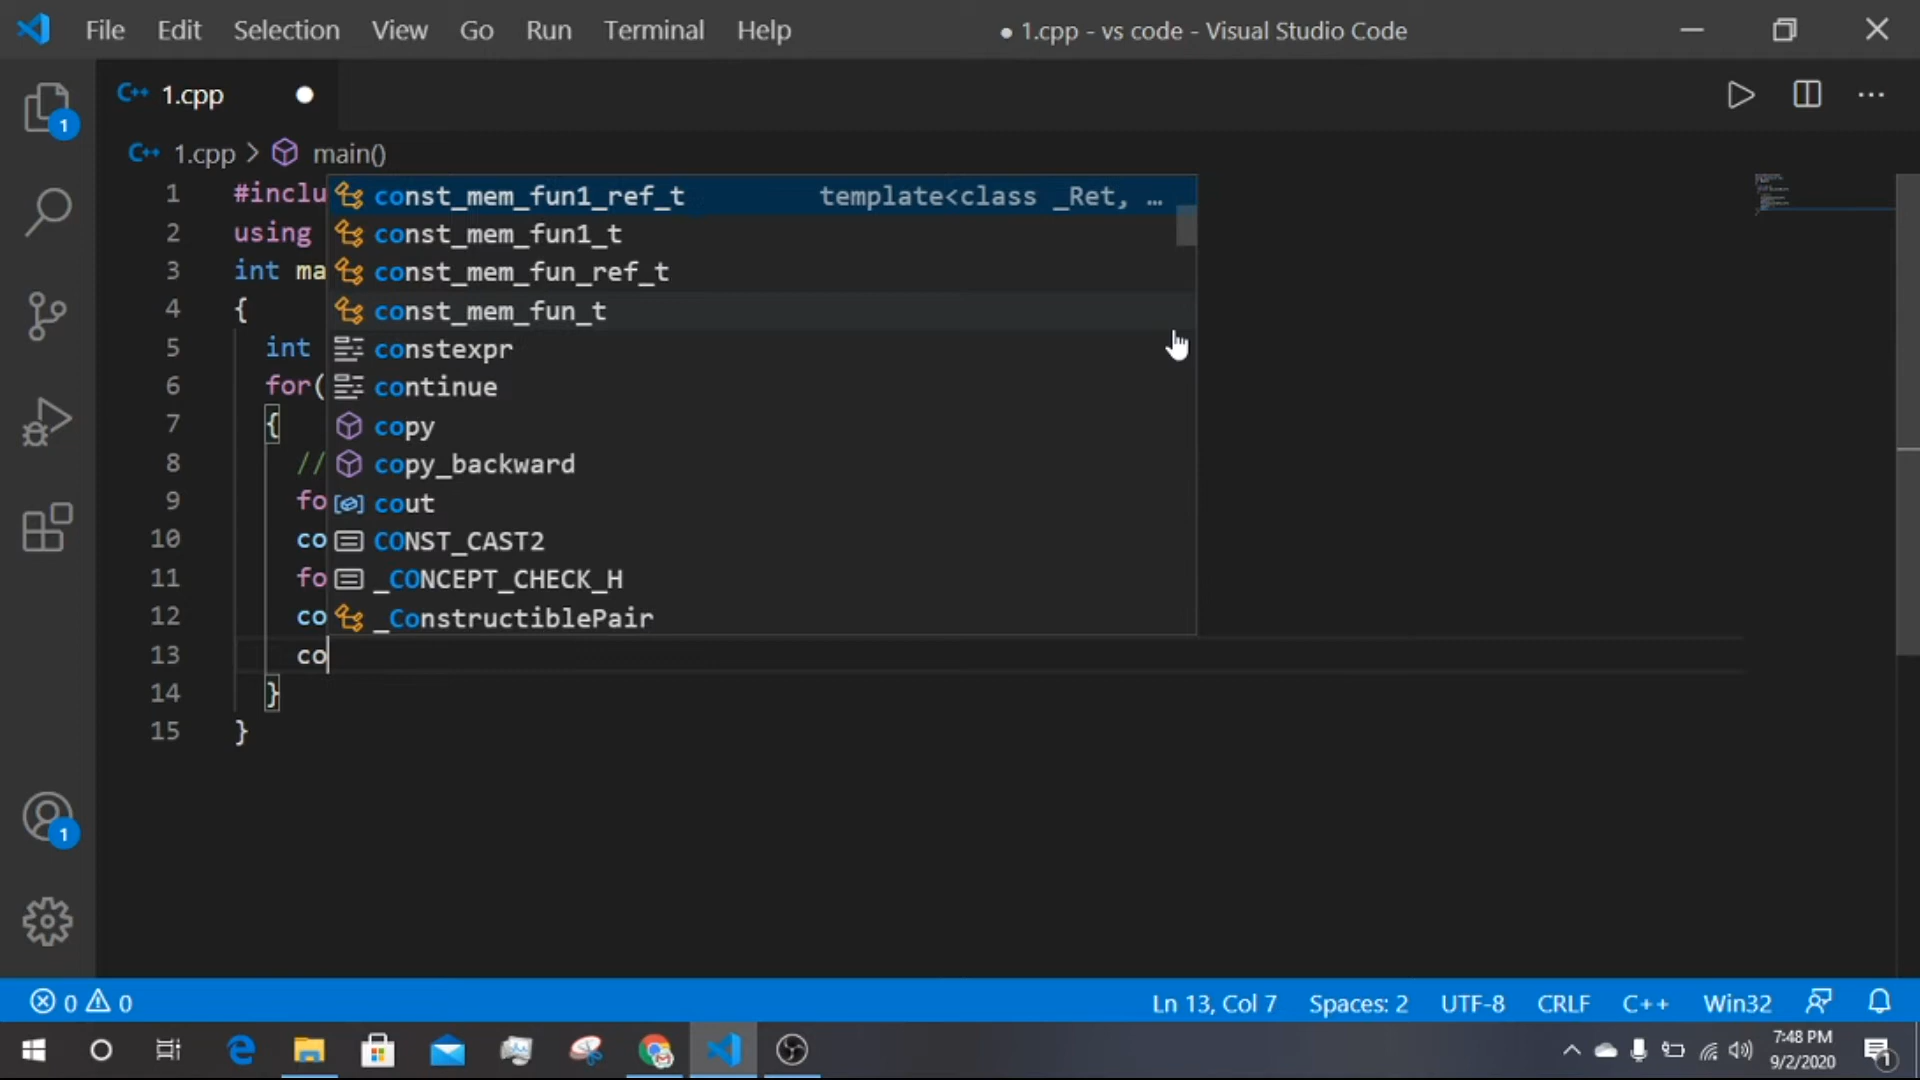 File Edit Selection View Go Run Terminal Help ● 1.cpp - vs code - Visual Studio Code
C++ 1.cpp ●
1
C++ 1.cpp > main()
1 #inclu
const_mem_fun1_ref_t template<class _Ret, …
2 using
const_mem_fun1_t
3 int ma
const_mem_fun_ref_t
4 {
const_mem_fun_t
5 int
constexpr
6 for(
continue
7 {
copy
8 //
copy_backward
9 fo
cout
10 co
CONST_CAST2
11 fo
_CONCEPT_CHECK_H
12 co
_ConstructiblePair
13 co
14 }
15 }
1
0 0 Ln 13, Col 7 Spaces: 2 UTF-8 CRLF C++ Win32
7:48 PM
9/2/2020
1